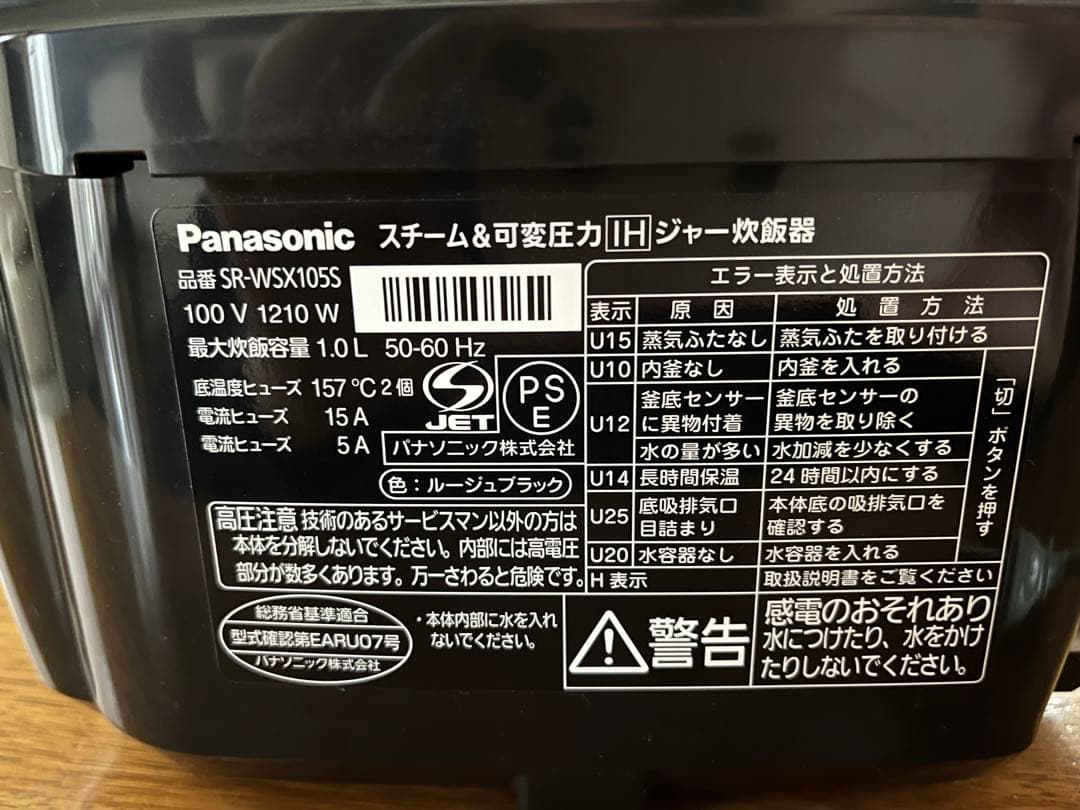 Panasonic スチーム&可変圧力IHジャー炊飯器
品番 SR-WSX105S
100 V 1210 W
最大炊飯容量 1.0 L 50-60 Hz
底温度ヒューズ 157 ℃ 2個
電流ヒューズ 15 A
電流ヒューズ 5 A
S JET
PS E
パナソニック株式会社
色：ルージュブラック
エラー表示と処置方法
表示 原因 処置方法
U15 蒸気ふたなし 蒸気ふたを取り付ける
U10 内釜なし 内釜を入れる
U12 釜底センサーに異物付着 釜底センサーの異物を取り除く
水の量が多い 水加減を少なくする
U14 長時間保温 24時間以内にする
U25 底吸排気口目詰まり 本体底の吸排気口を確認する
U20 水容器なし 水容器を入れる
「切」ボタンを押す
H 表示 取扱説明書をご覧ください
高圧注意 技術のあるサービスマン以外の方は
本体を分解しないでください。内部には高電圧
部分が数多くあります。万一さわると危険です。
総務省基準適合
型式確認第EARU07号
パナソニック株式会社
・本体内部に水を入れ
ないでください。
警告
感電のおそれあり
水につけたり、水をかけ
たりしないでください。